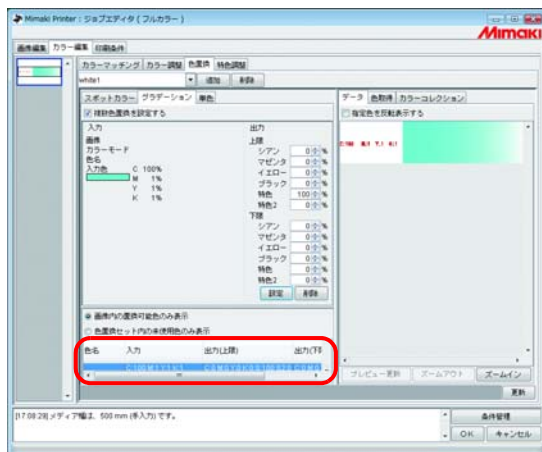 Mimaki Printer : ジョブエディタ ( フルカラー )
Mimaki
画像編集 カラー編集 印刷条件
カラーマッチング カラー調整 色置換 特色調整
white1 追加 削除
スポットカラー グラデーション 単色
データ 色取得 カラーコレクション
複数色置換を設定する
指定色を反転表示する
入力
画像
カラーモード
色名
入力色 C 100%
M 1%
Y 1%
K 1%
出力
上限
シアン 0 %
マゼンタ 0 %
イエロー 0 %
ブラック 0 %
特色 100 %
特色2 0 %
下限
シアン 0 %
マゼンタ 0 %
イエロー 0 %
ブラック 0 %
特色 0 %
特色2 0 %
設定 削除
C:100 M:1 Y:1 K:1
画像内の置換可能色のみ表示
色置換セット内の未使用色のみ表示
色名 入力 出力(上限) 出力(下限
C100M1Y1K1
プレビュー更新 ズームアウト ズームイン
更新
[17:08:28] メディア幅は、500 mm (手入力) です。
条件管理
OK キャンセル